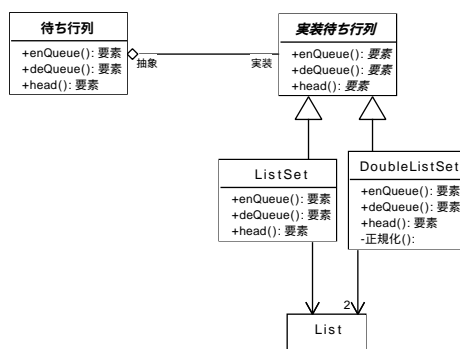 待ち行列
+enQueue(): 要素
+deQueue(): 要素
+head(): 要素
抽象
実装
実装待ち行列
+enQueue(): 要素
+deQueue(): 要素
+head(): 要素
ListSet
+enQueue(): 要素
+deQueue(): 要素
+head(): 要素
DoubleListSet
+enQueue(): 要素
+deQueue(): 要素
+head(): 要素
-正規化():
2
List